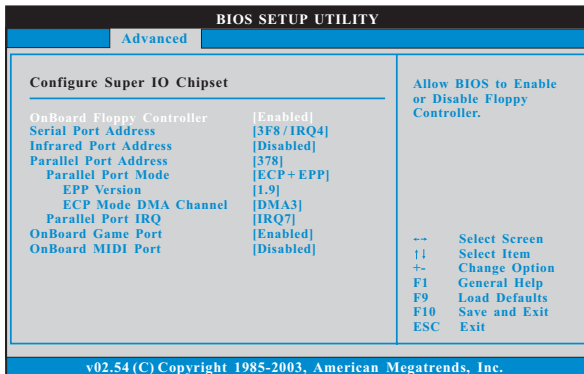 BIOS SETUP UTILITY
Advanced
Configure Super IO Chipset
OnBoard Floppy Controller [Enabled]
Serial Port Address [3F8 / IRQ4]
Infrared Port Address [Disabled]
Parallel Port Address [378]
Parallel Port Mode [ECP + EPP]
EPP Version [1.9]
ECP Mode DMA Channel [DMA3]
Parallel Port IRQ [IRQ7]
OnBoard Game Port [Enabled]
OnBoard MIDI Port [Disabled]
Allow BIOS to Enable
or Disable Floppy
Controller.
←→ Select Screen
↑↓ Select Item
+- Change Option
F1 General Help
F9 Load Defaults
F10 Save and Exit
ESC Exit
v02.54 (C) Copyright 1985-2003, American Megatrends, Inc.